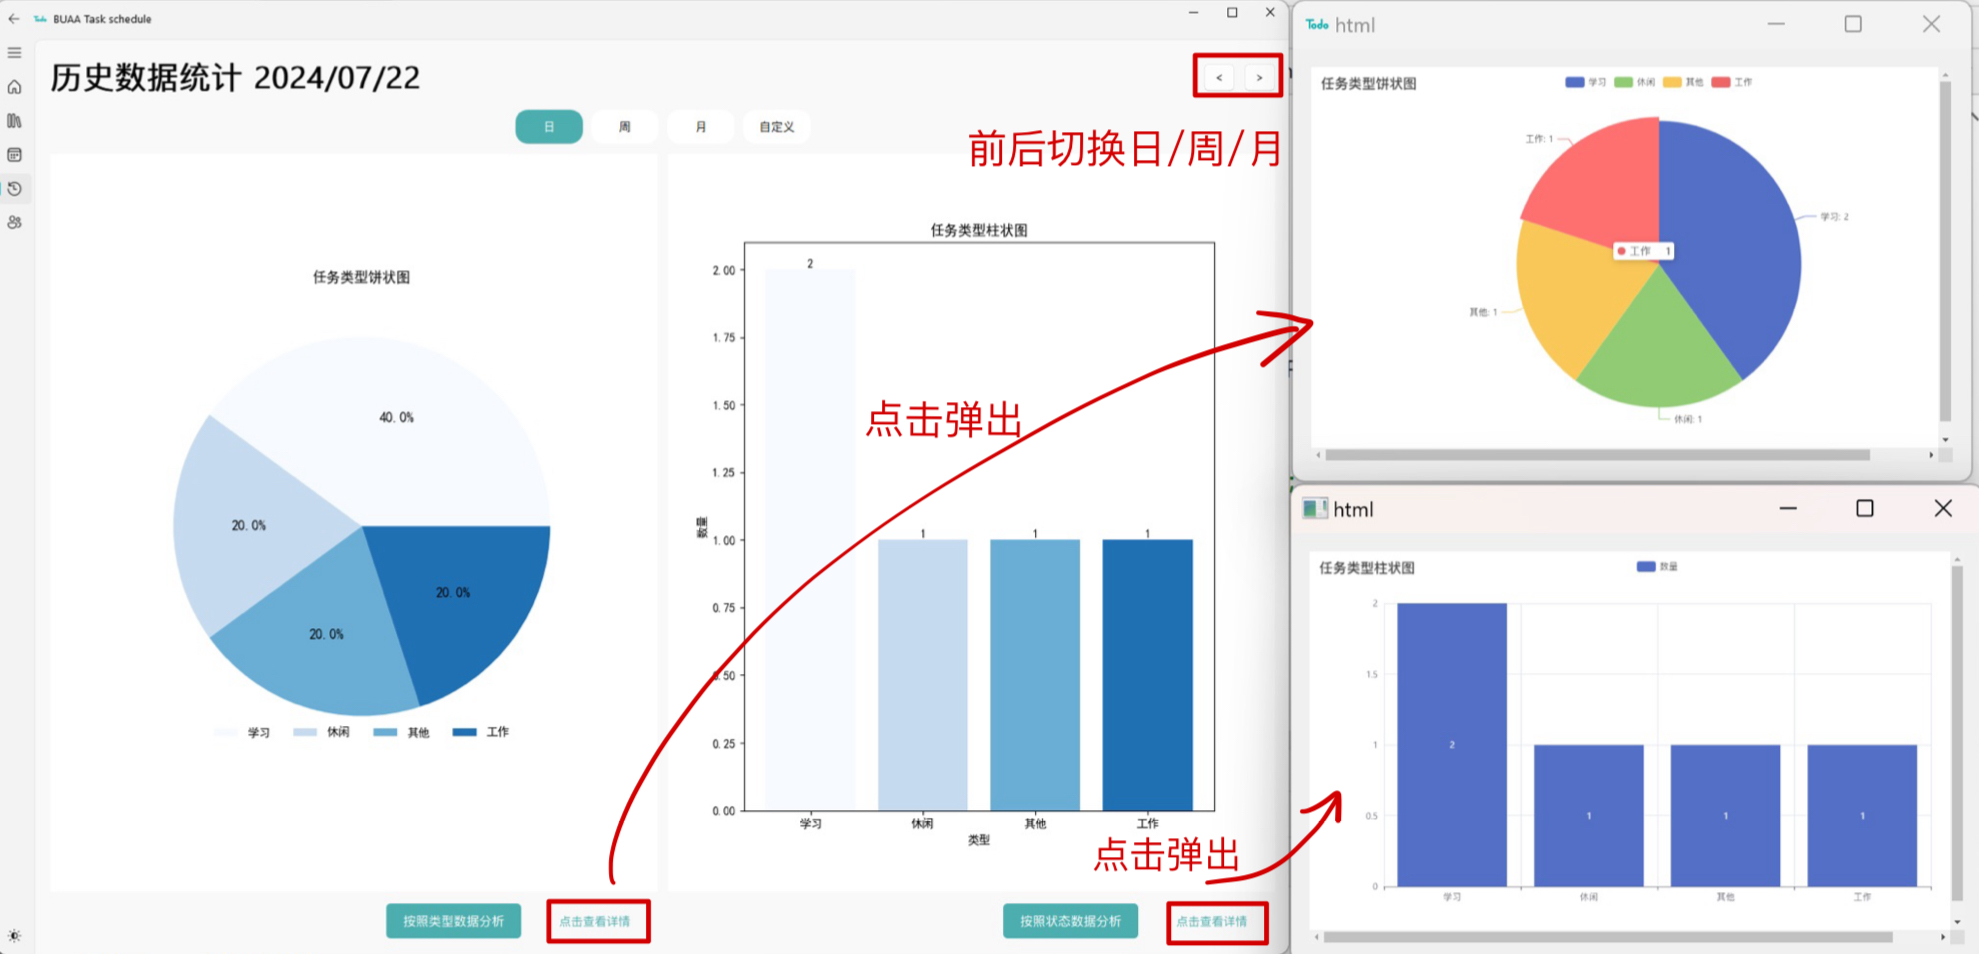 Todo BUAA Task schedule
历史数据统计 2024/07/22
< >
日 周 月 自定义
前后切换日/周/月
任务类型饼状图
40.0%
20.0%
20.0%
20.0%
学习 休闲 其他 工作
任务类型柱状图
数量
2.00
1.75
1.50
1.25
1.00
0.75
0.50
0.25
0.00
2
1
1
1
学习 休闲 其他 工作
类型
点击弹出
点击弹出
按照类型数据分析
点击查看详情
按照状态数据分析
点击查看详情
Todo html
任务类型饼状图
学习 休闲 其他 工作
工作: 1
学习: 2
工作 1
其他: 1
休闲: 1
html
任务类型柱状图
数量
2
1.5
1
0.5
0
2
1
1
1
学习 休闲 其他 工作